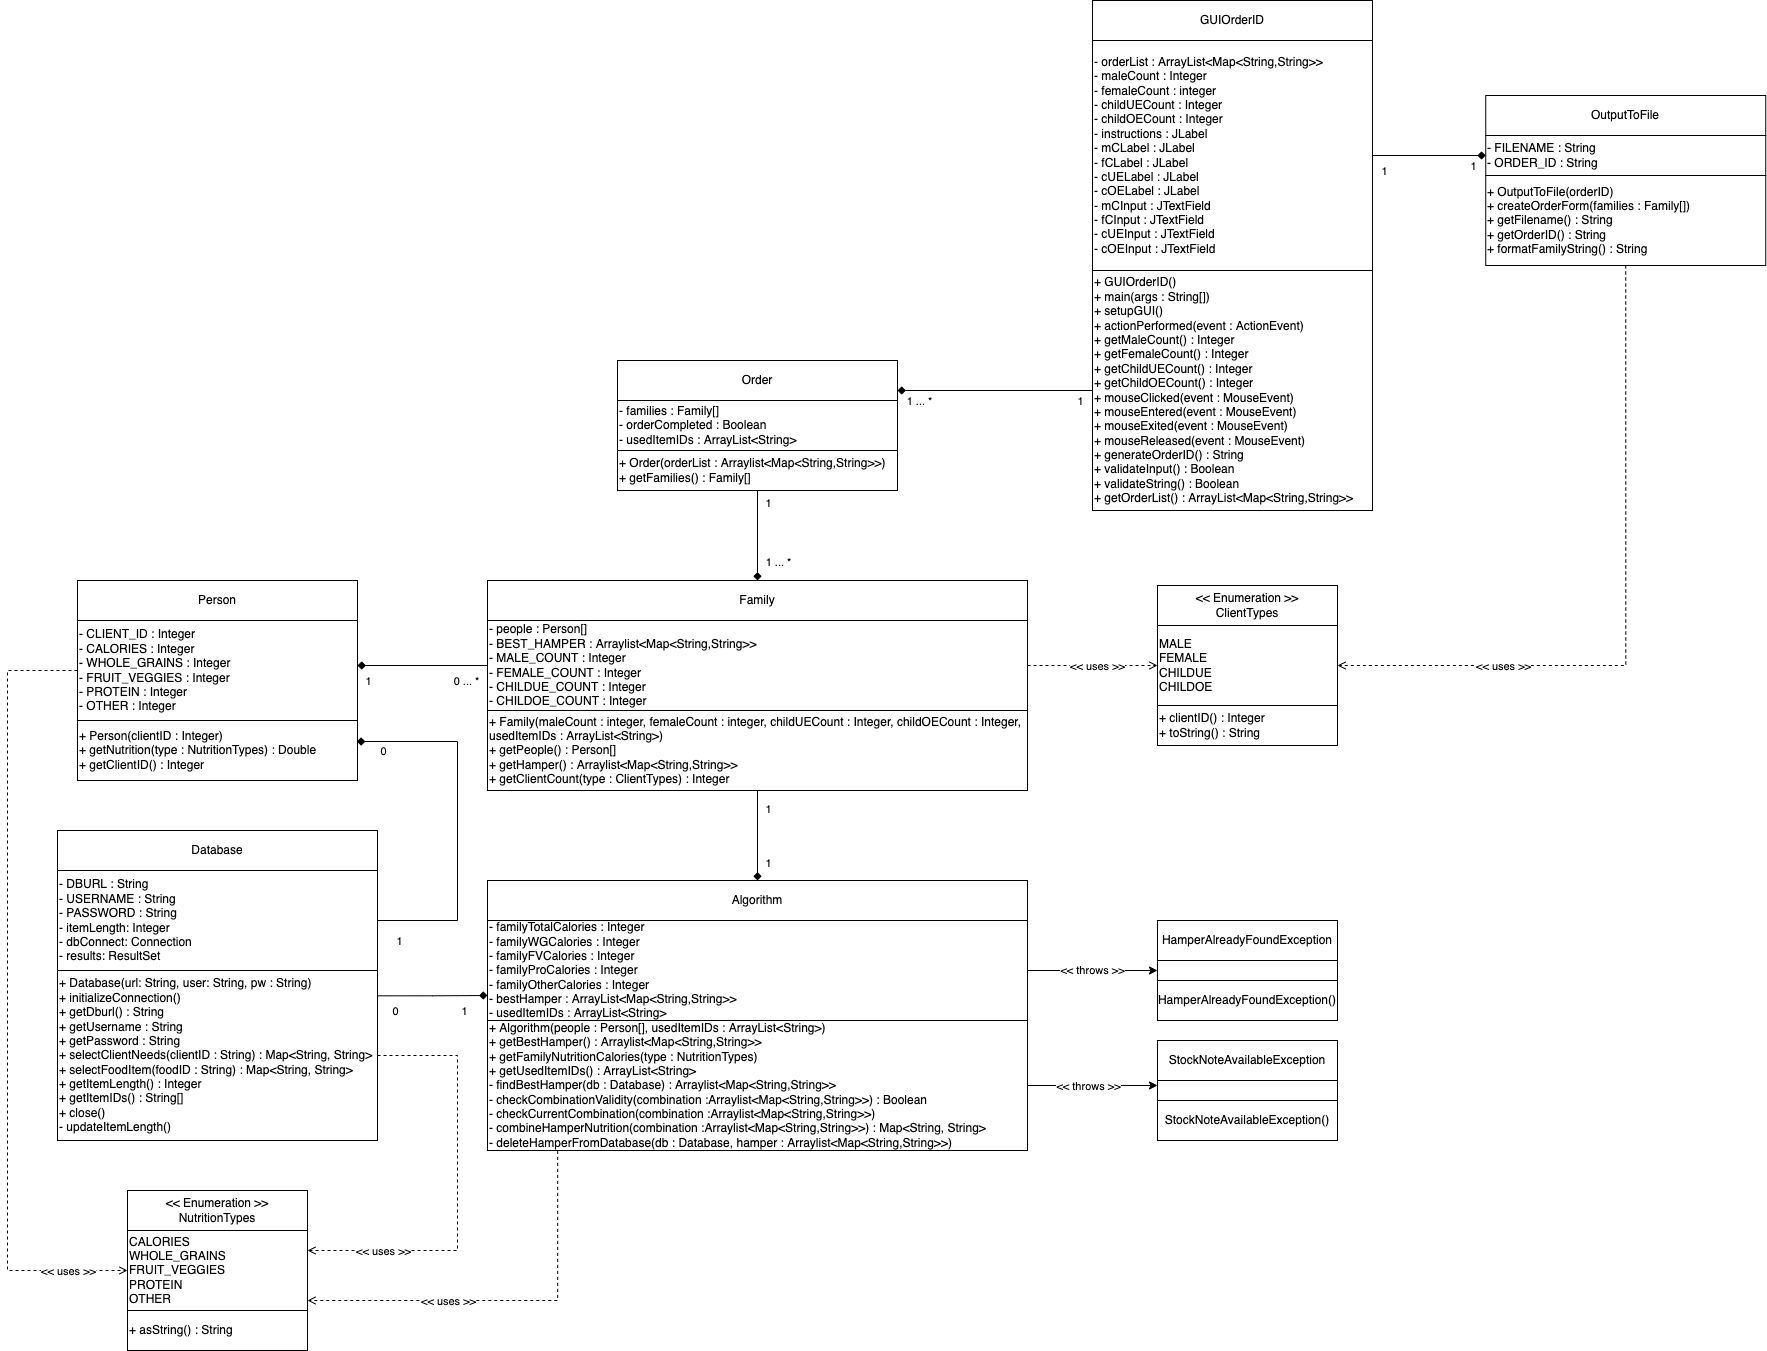 GUIOrderID
- orderList : ArrayList<Map<String,String>>
- maleCount : Integer
- femaleCount : integer
- childUECount : Integer
- childOECount : Integer
- instructions : JLabel
- mCLabel : JLabel
- fCLabel : JLabel
- cUELabel : JLabel
- cOELabel : JLabel
- mCInput : JTextField
- fCInput : JTextField
- cUEInput : JTextField
- cOEInput : JTextField
+ GUIOrderID()
+ main(args : String[])
+ setupGUI()
+ actionPerformed(event : ActionEvent)
+ getMaleCount() : Integer
+ getFemaleCount() : Integer
+ getChildUECount() : Integer
+ getChildOECount() : Integer
+ mouseClicked(event : MouseEvent)
+ mouseEntered(event : MouseEvent)
+ mouseExited(event : MouseEvent)
+ mouseReleased(event : MouseEvent)
+ generateOrderID() : String
+ validateInput() : Boolean
+ validateString() : Boolean
+ getOrderList() : ArrayList<Map<String,String>>
1
1
OutputToFile
- FILENAME : String
- ORDER_ID : String
+ OutputToFile(orderID)
+ createOrderForm(families : Family[])
+ getFilename() : String
+ getOrderID() : String
+ formatFamilyString() : String
Order
- families : Family[]
- orderCompleted : Boolean
- usedItemIDs : ArrayList<String>
+ Order(orderList : Arraylist<Map<String,String>>)
+ getFamilies() : Family[]
1 ... *
1
1
1 ... *
Person
- CLIENT_ID : Integer
- CALORIES : Integer
- WHOLE_GRAINS : Integer
- FRUIT_VEGGIES : Integer
- PROTEIN : Integer
- OTHER : Integer
+ Person(clientID : Integer)
+ getNutrition(type : NutritionTypes) : Double
+ getClientID() : Integer
1
0 ... *
0
Family
- people : Person[]
- BEST_HAMPER : Arraylist<Map<String,String>>
- MALE_COUNT : Integer
- FEMALE_COUNT : Integer
- CHILDUE_COUNT : Integer
- CHILDOE_COUNT : Integer
+ Family(maleCount : integer, femaleCount : integer, childUECount : Integer, childOECount : Integer,
usedItemIDs : ArrayList<String>)
+ getPeople() : Person[]
+ getHamper() : Arraylist<Map<String,String>>
+ getClientCount(type : ClientTypes) : Integer
<< uses >>
<< Enumeration >>
ClientTypes
MALE
FEMALE
CHILDUE
CHILDOE
+ clientID() : Integer
+ toString() : String
<< uses >>
1
1
Database
- DBURL : String
- USERNAME : String
- PASSWORD : String
- itemLength: Integer
- dbConnect: Connection
- results: ResultSet
+ Database(url: String, user: String, pw : String)
+ initializeConnection()
+ getDburl() : String
+ getUsername : String
+ getPassword : String
+ selectClientNeeds(clientID : String) : Map<String, String>
+ selectFoodItem(foodID : String) : Map<String, String>
+ getItemLength() : Integer
+ getItemIDs() : String[]
+ close()
- updateItemLength()
1
0
1
Algorithm
- familyTotalCalories : Integer
- familyWGCalories : Integer
- familyFVCalories : Integer
- familyProCalories : Integer
- familyOtherCalories : Integer
- bestHamper : ArrayList<Map<String,String>>
- usedItemIDs : ArrayList<String>
+ Algorithm(people : Person[], usedItemIDs : ArrayList<String>)
+ getBestHamper() : Arraylist<Map<String,String>>
+ getFamilyNutritionCalories(type : NutritionTypes)
+ getUsedItemIDs() : ArrayList<String>
- findBestHamper(db : Database) : Arraylist<Map<String,String>>
- checkCombinationValidity(combination :Arraylist<Map<String,String>>) : Boolean
- checkCurrentCombination(combination :Arraylist<Map<String,String>>)
- combineHamperNutrition(combination :Arraylist<Map<String,String>>) : Map<String, String>
- deleteHamperFromDatabase(db : Database, hamper : Arraylist<Map<String,String>>)
<< throws >>
HamperAlreadyFoundException
HamperAlreadyFoundException()
<< throws >>
StockNoteAvailableException
StockNoteAvailableException()
<< Enumeration >>
NutritionTypes
CALORIES
WHOLE_GRAINS
FRUIT_VEGGIES
PROTEIN
OTHER
+ asString() : String
<< uses >>
<< uses >>
<< uses >>